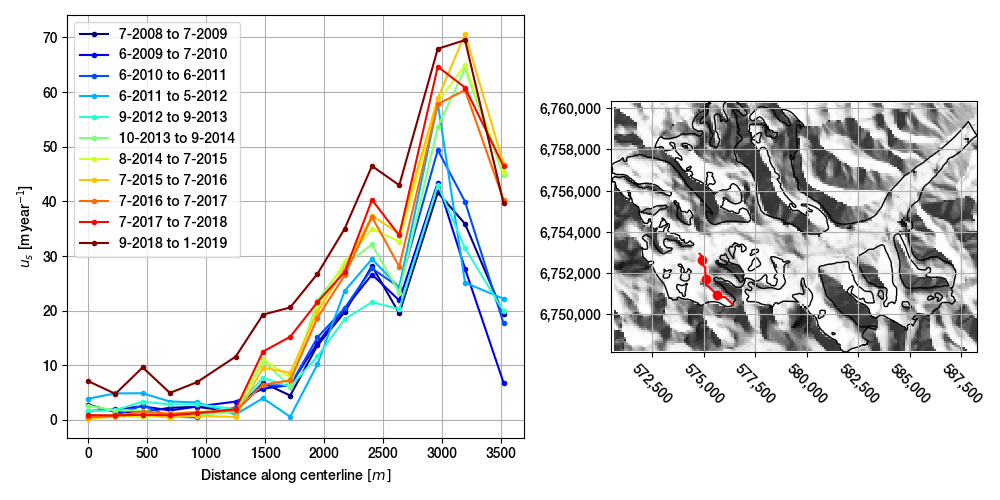 70
60
50
40
30
20
10
0
u_s [m year⁻¹]
7-2008 to 7-2009
6-2009 to 7-2010
6-2010 to 6-2011
6-2011 to 5-2012
9-2012 to 9-2013
10-2013 to 9-2014
8-2014 to 7-2015
7-2015 to 7-2016
7-2016 to 7-2017
7-2017 to 7-2018
9-2018 to 1-2019
0 500 1000 1500 2000 2500 3000 3500
Distance along centerline [m]
6,760,000
6,758,000
6,756,000
6,754,000
6,752,000
6,750,000
572,500 575,000 577,500 580,000 582,500 585,000 587,500